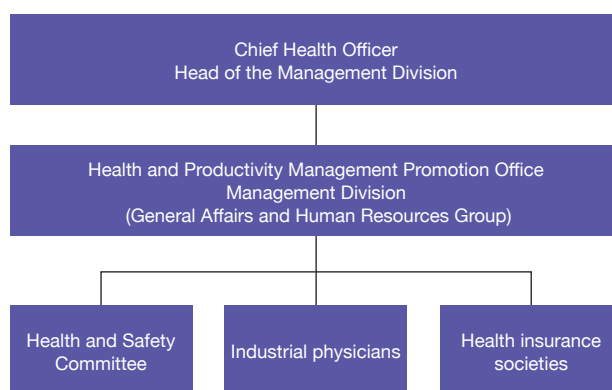 Chief Health Officer
Head of the Management Division
Health and Productivity Management Promotion Office
Management Division
(General Affairs and Human Resources Group)
Health and Safety
Committee
Industrial physicians
Health insurance
societies